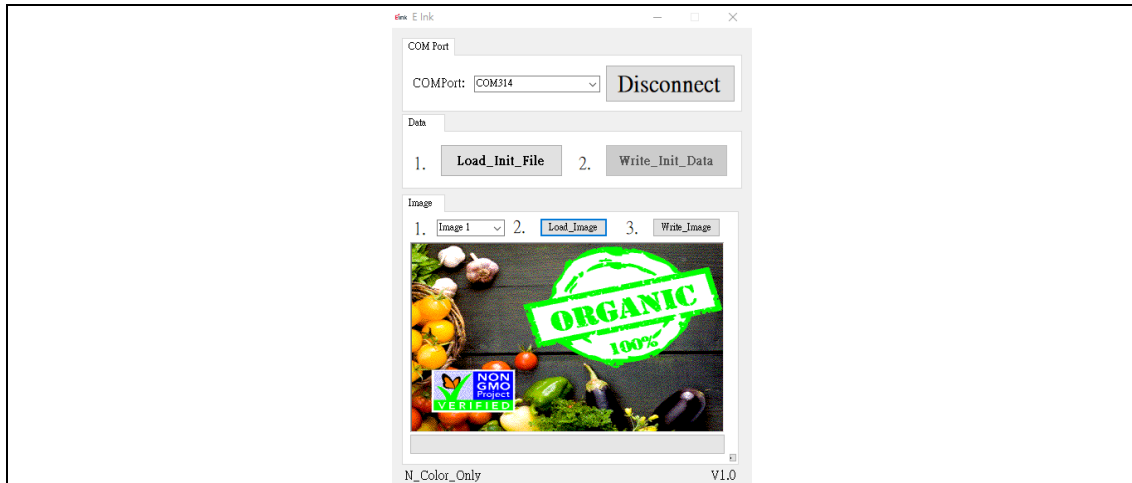 Eink E Ink
COM Port
COMPort: COM314 Disconnect
Data
1. Load_Init_File 2. Write_Init_Data
Image
1. Image 1 2. Load_Image 3. Write_Image
ORGANIC
100%
NON
GMO
Project
VERIFIED
N_Color_Only V1.0